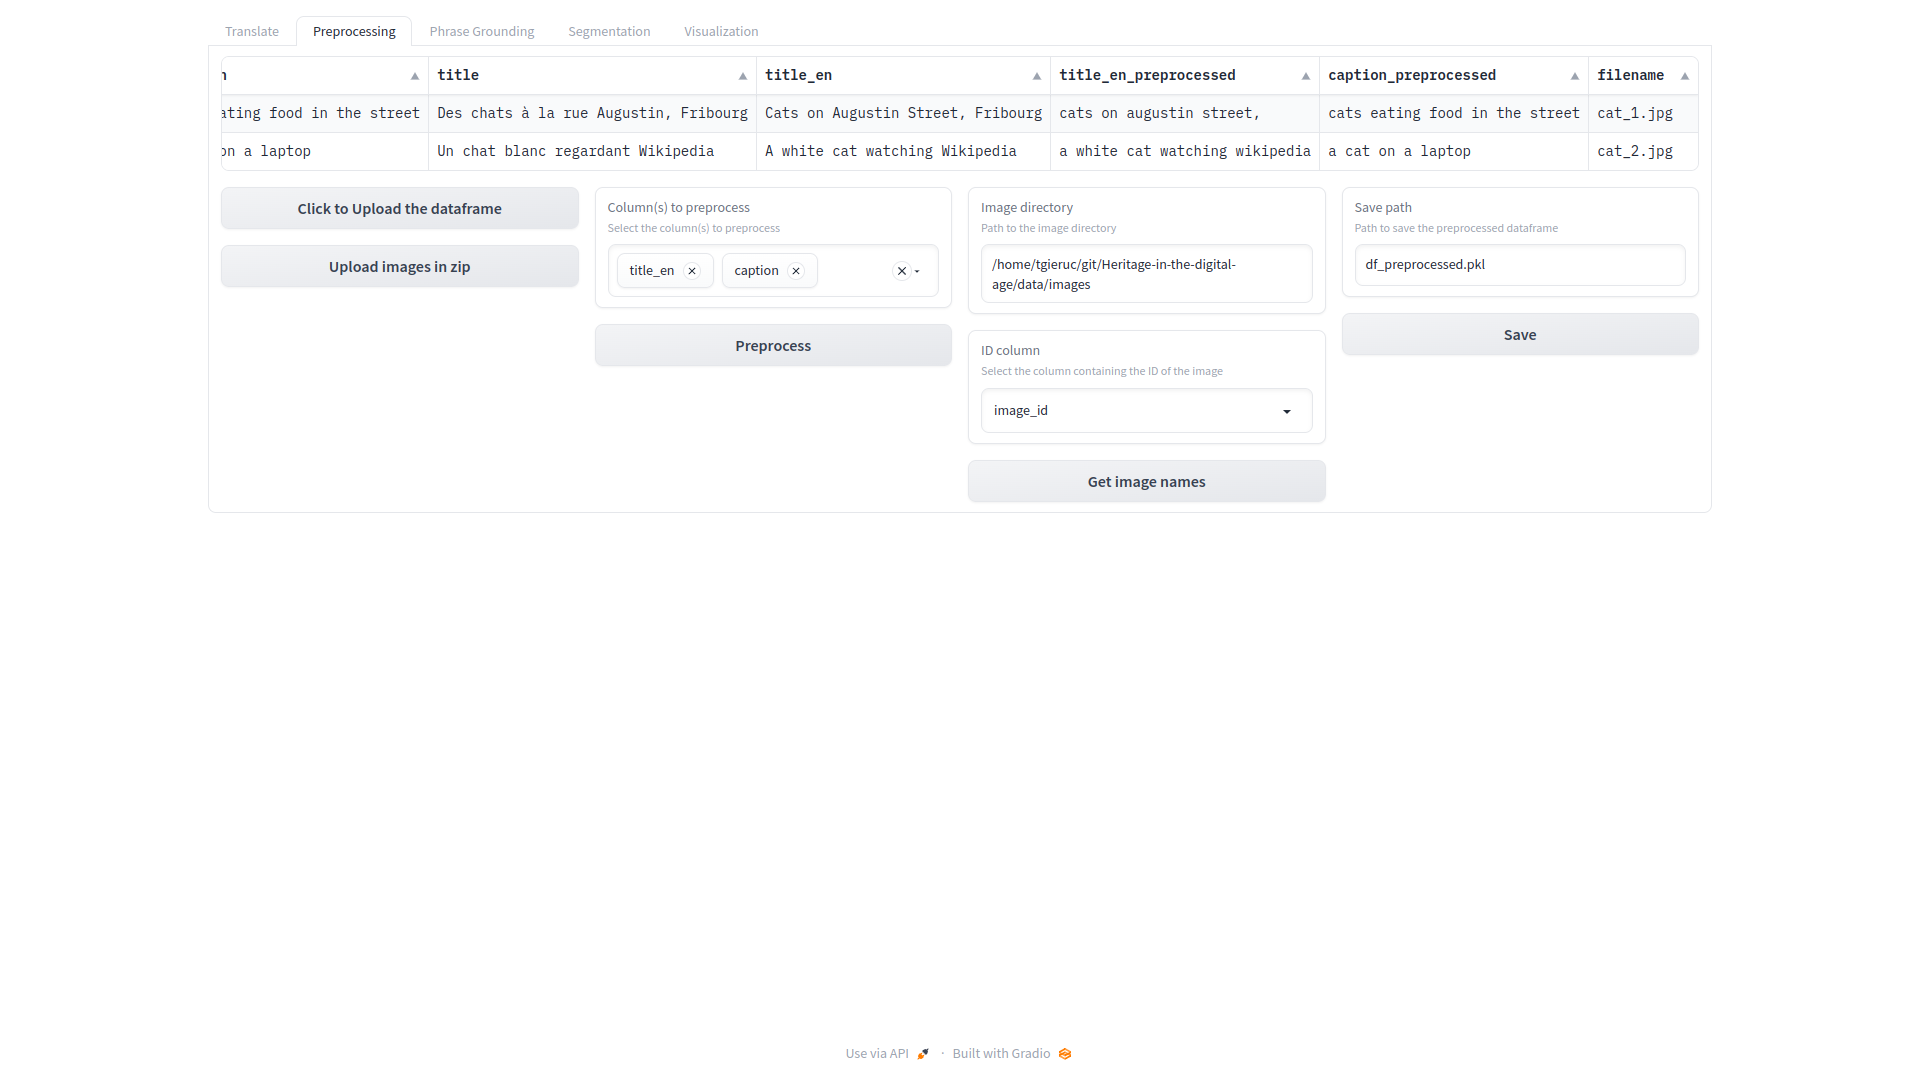 Translate Preprocessing Phrase Grounding Segmentation Visualization
title title_en title_en_preprocessed caption_preprocessed filename
ating food in the street Des chats à la rue Augustin, Fribourg Cats on Augustin Street, Fribourg cats on augustin street, cats eating food in the street cat_1.jpg
on a laptop Un chat blanc regardant Wikipedia A white cat watching Wikipedia a white cat watching wikipedia a cat on a laptop cat_2.jpg
Click to Upload the dataframe
Upload images in zip
Column(s) to preprocess
Select the column(s) to preprocess
title_en caption
Preprocess
Image directory
Path to the image directory
/home/tgieruc/git/Heritage-in-the-digital-
age/data/images
ID column
Select the column containing the ID of the image
image_id
Get image names
Save path
Path to save the preprocessed dataframe
df_preprocessed.pkl
Save
Use via API · Built with Gradio